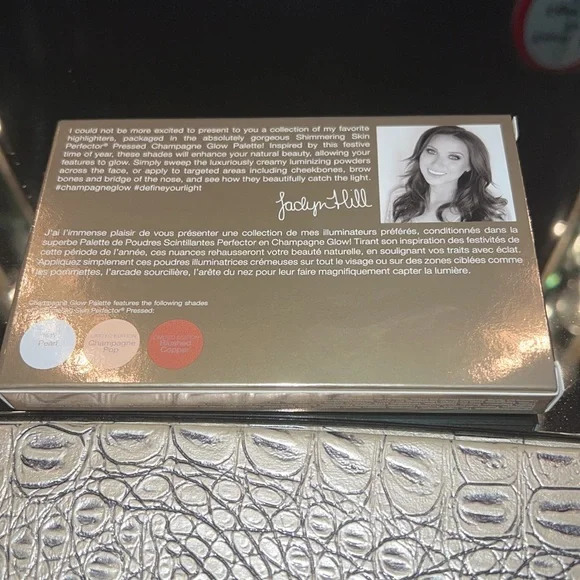 I could not be more excited to present to you a collection of my favorite
highlighters, packaged in the absolutely gorgeous Shimmering Skin
Perfector® Pressed Champagne Glow Palette! Inspired by this festive
time of year, these shades will enhance your natural beauty, allowing your
features to glow. Simply sweep the luxuriously creamy luminizing powders
across the face, or apply to targeted areas including cheekbones, brow
bones and bridge of the nose, and see how they beautifully catch the light.
#champagneglow #defineyourlight
Jaclyn Hill
J'ai l'immense plaisir de vous présenter une collection de mes illuminateurs préférés, conditionnés dans la
superbe Palette de Poudres Scintillantes Perfector en Champagne Glow! Tirant son inspiration des festivités de
cette période de l'année, ces nuances rehausseront votre beauté naturelle, en soulignant vos traits avec éclat.
Appliquez simplement ces poudres illuminatrices crémeuses sur tout le visage ou sur des zones ciblées comme
les pommettes, l'arcade sourcilière, l'arête du nez pour leur faire magnifiquement capter la lumière.
Champagne Glow Palette features the following shades
Skin Perfector® Pressed:
Pearl
Champagne
Pop
Blushed
Copper